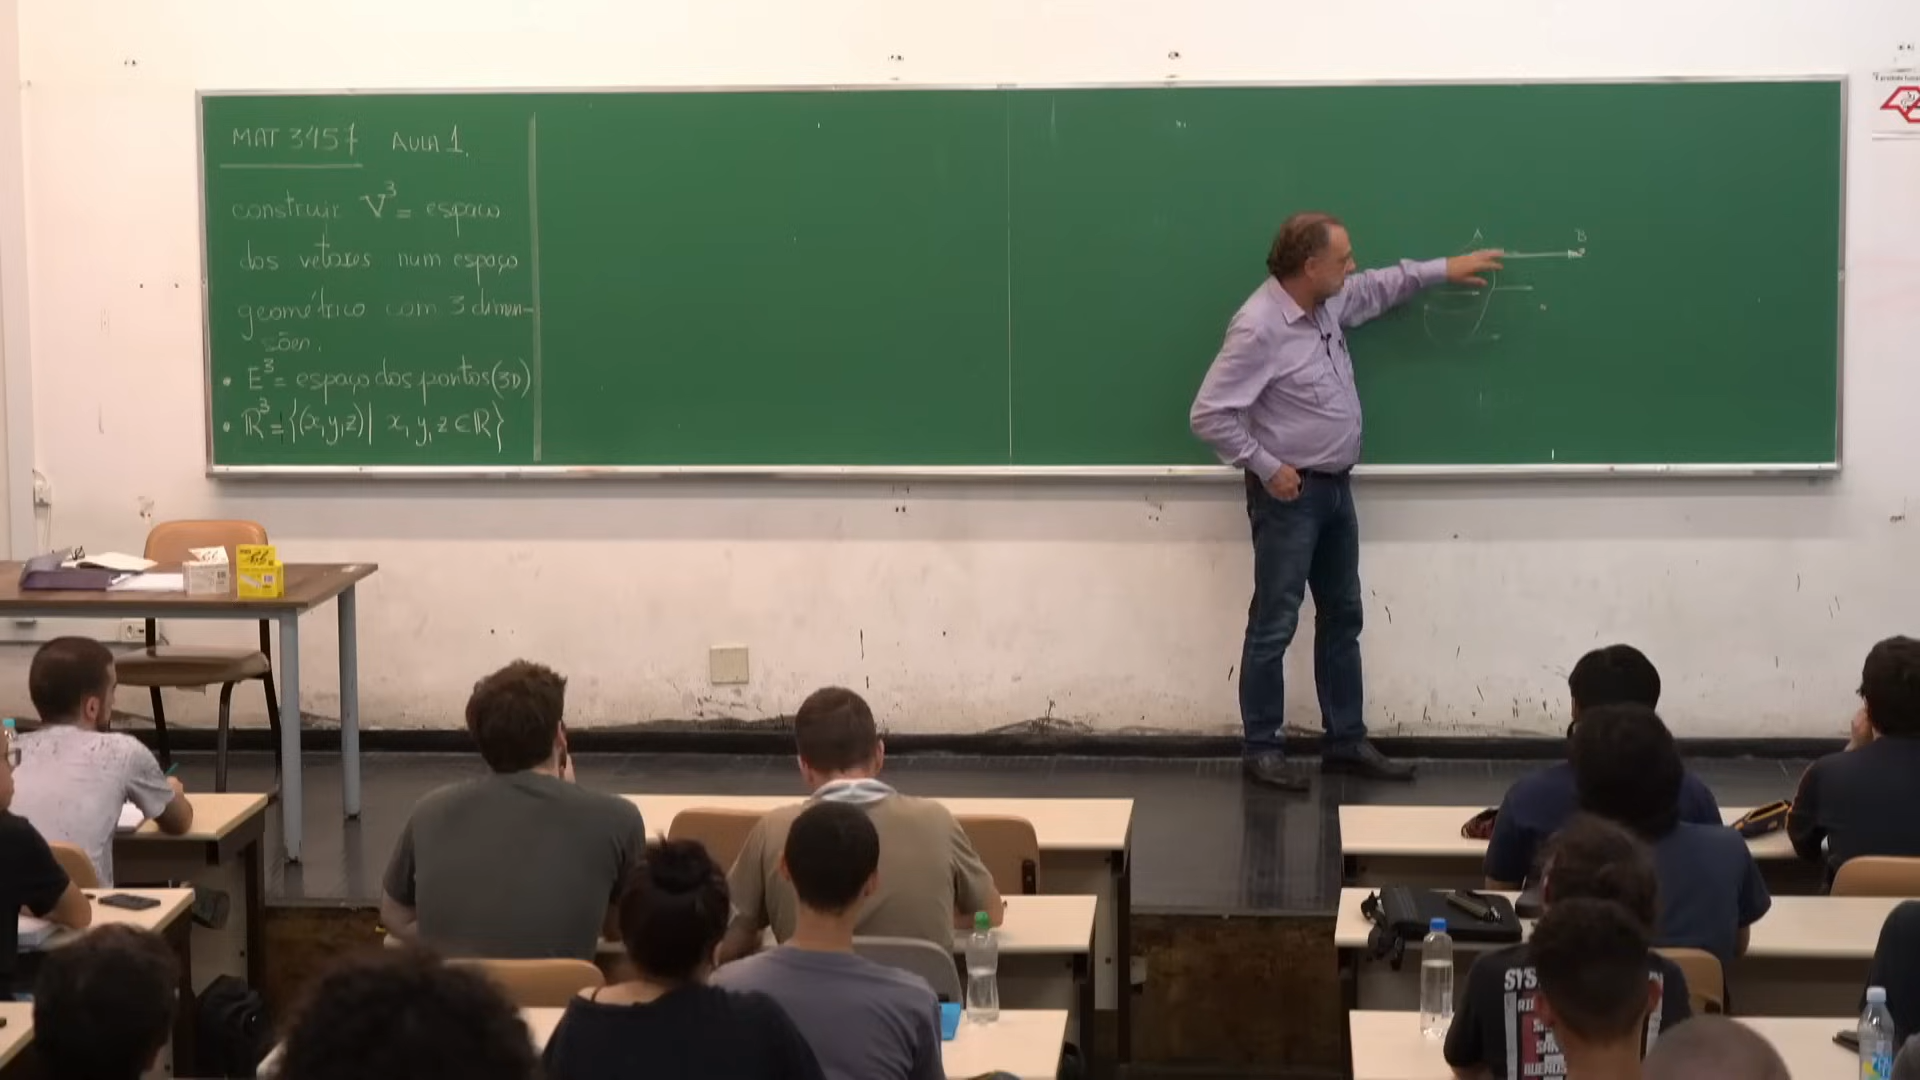 MAT 3457 AULA 1.
construir V³ = espaço
dos vetores num espaço
geométrico com 3 dimen-
sões.
• E³ = espaço dos pontos (3D)
• ℝ³ = {(x,y,z) | x,y,z ∈ ℝ}
A B
SYS